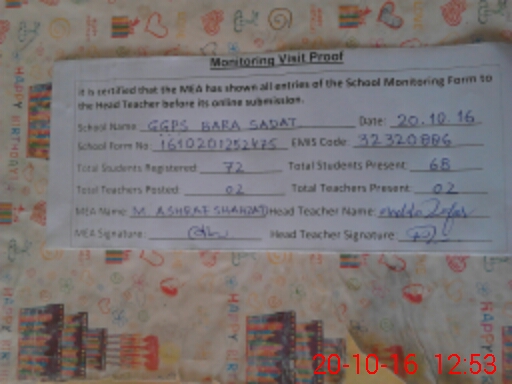 Monitoring Visit Proof
It is certified that the MEA has shown all entries of the School Monitoring Form to
the Head Teacher before its online submission.
School Name: GGPS BARA SADAT Date: 20.10.16
School Form No: 1610201252475 EMIS Code: 32320886
Total Students Registered: 72 Total Students Present: 68
Total Teachers Posted: 02 Total Teachers Present: 02
MEA Name: M ASHRAF SHAHZAD Head Teacher Name:
MEA Signature: Head Teacher Signature:
HAPPY BIRTHDAY
20-10-16 12:53